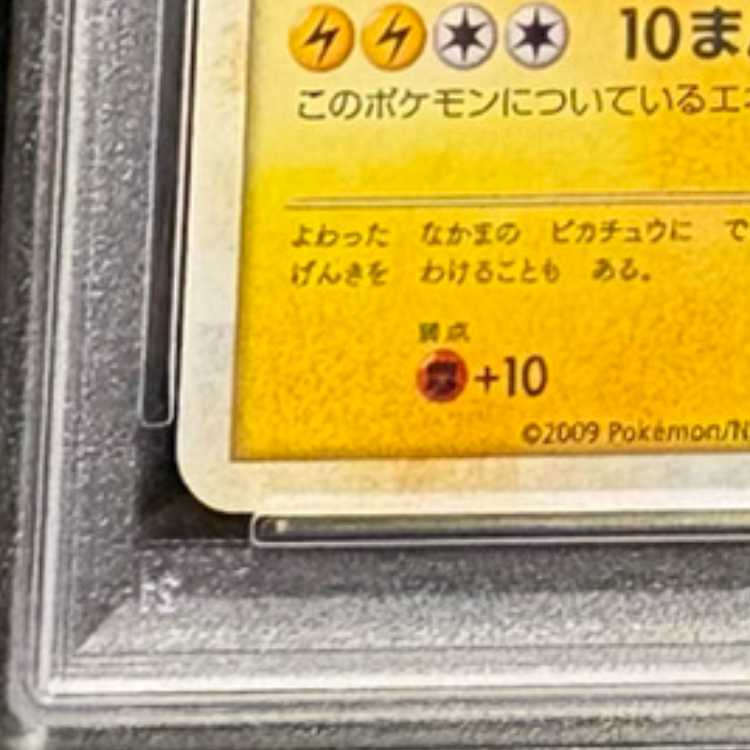 10ま
このポケモンについているエ
よわった なかまの ピカチュウに で
げんきを わけることも ある。
弱点
+10
©2009 Pokémon/N